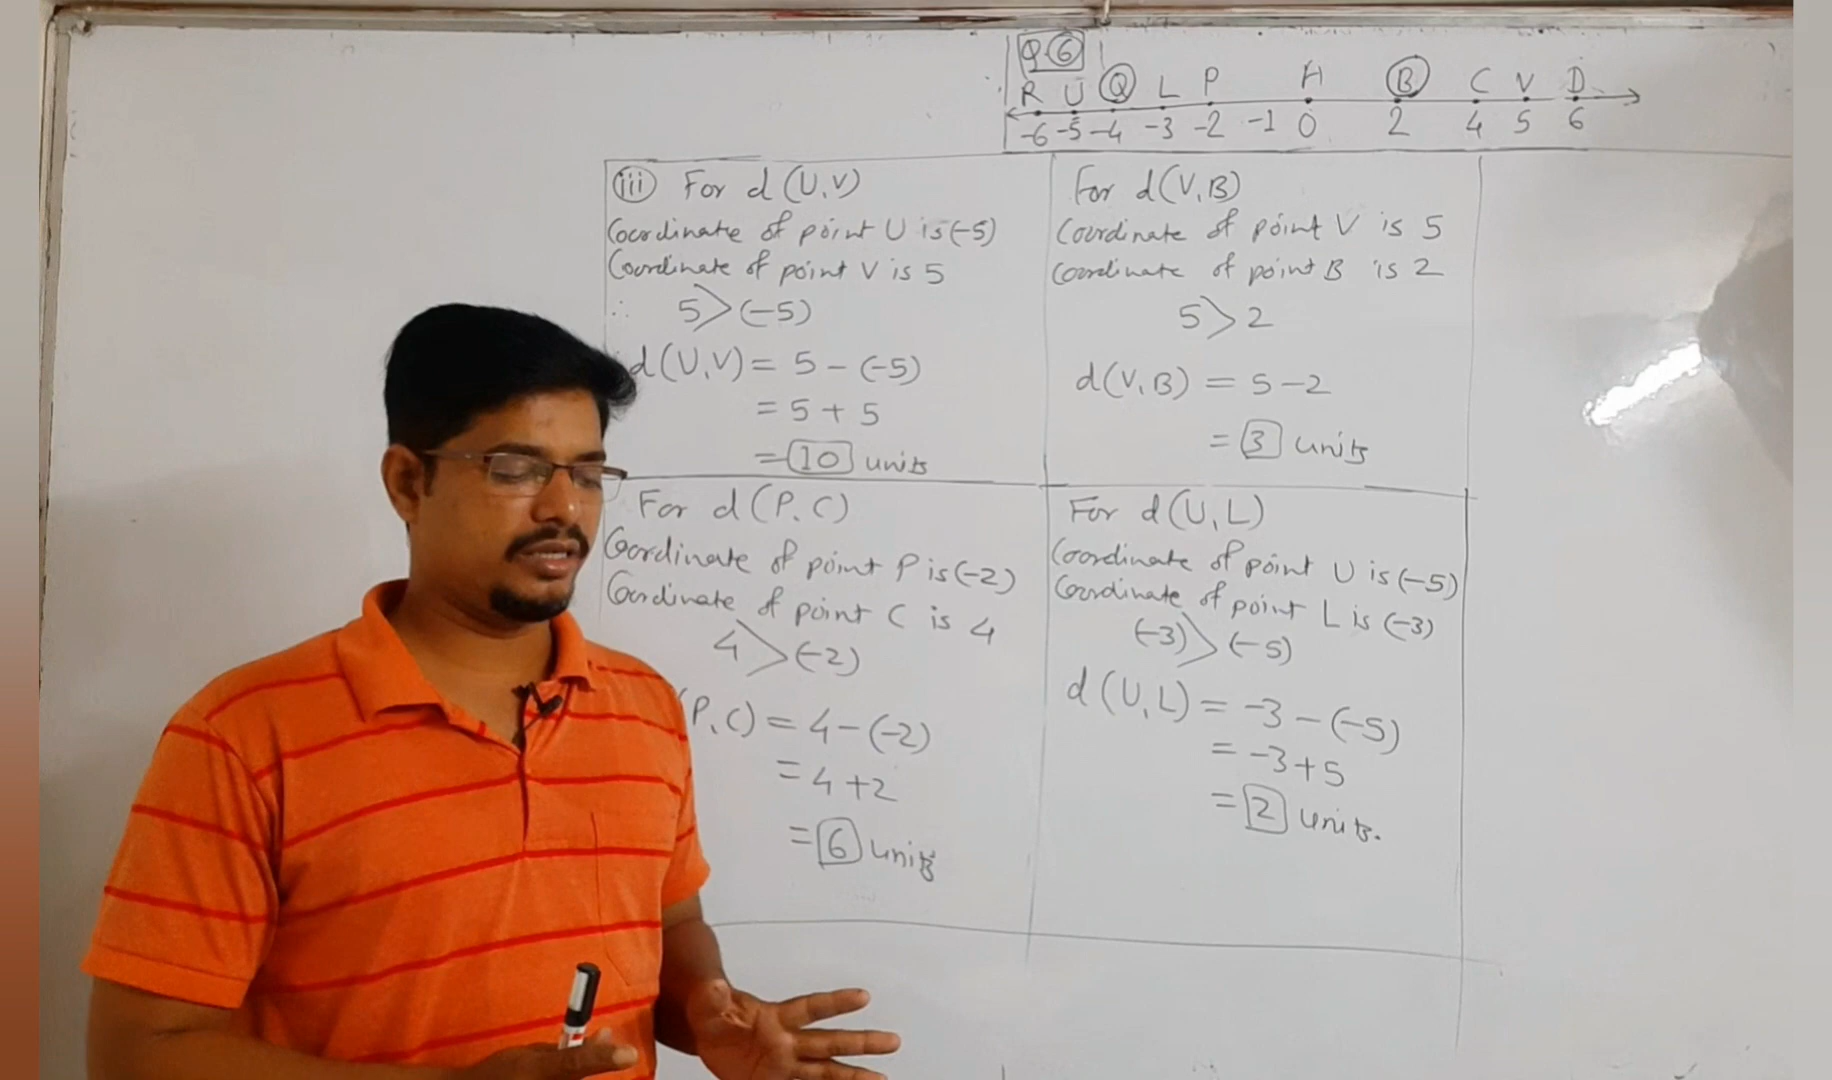 Q.6
R U Q L P A B C V D
-6 -5 -4 -3 -2 -1 0 2 4 5 6
(iii) For d(U,V)
Coordinate of point U is (-5)
Coordinate of point V is 5
∴ 5 > (-5)
d(U,V) = 5 - (-5)
= 5 + 5
= 10 units
For d(V,B)
Coordinate of point V is 5
Coordinate of point B is 2
5 > 2
d(V,B) = 5 - 2
= 3 units
For d(P,C)
Coordinate of point P is (-2)
Coordinate of point C is 4
4 > (-2)
(P,C) = 4 - (-2)
= 4 + 2
= 6 units
For d(U,L)
Coordinate of point U is (-5)
Coordinate of point L is (-3)
(-3) > (-5)
d(U,L) = -3 - (-5)
= -3 + 5
= 2 units.